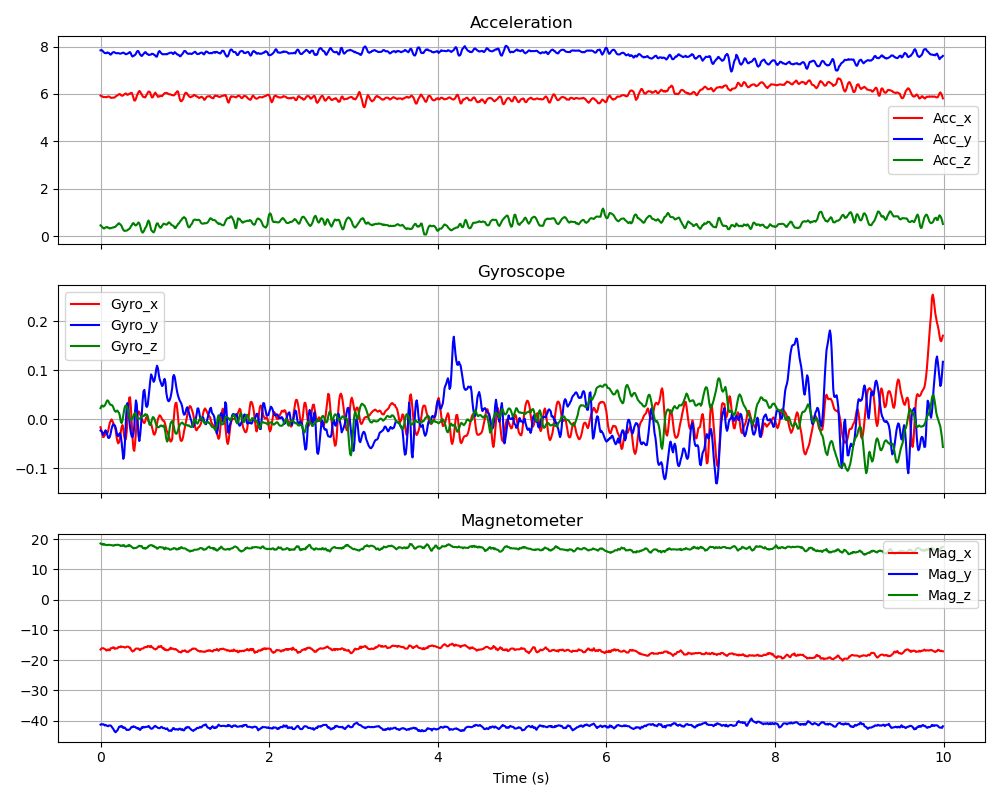 Acceleration
8
6
4
2
0
Acc_x
Acc_y
Acc_z
Gyroscope
0.2
0.1
0.0
−0.1
Gyro_x
Gyro_y
Gyro_z
Magnetometer
20
10
0
−10
−20
−30
−40
Mag_x
Mag_y
Mag_z
0 2 4 6 8 10
Time (s)